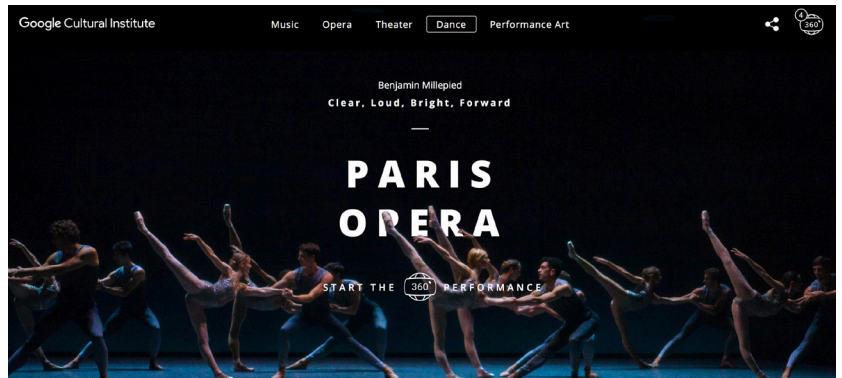 Google Cultural Institute
Music Opera Theater Dance Performance Art
4
360°
Benjamin Millepied
Clear, Loud, Bright, Forward
PARIS
OPERA
START THE 360° PERFORMANCE